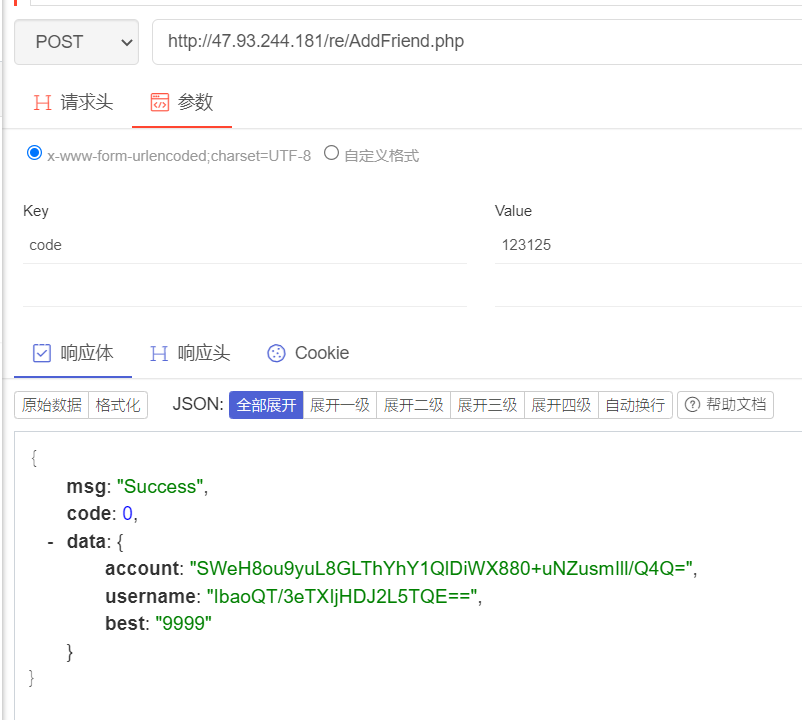 POST http://47.93.244.181/re/AddFriend.php
请求头 参数
x-www-form-urlencoded;charset=UTF-8 自定义格式
Key Value
code 123125
响应体 响应头 Cookie
原始数据 格式化 JSON: 全部展开 展开一级 展开二级 展开三级 展开四级 自动换行 帮助文档
{
msg: "Success",
code: 0,
- data: {
account: "SWeH8ou9yuL8GLThYhY1QlDiWX880+uNZusmIll/Q4Q=",
username: "IbaoQT/3eTXIjHDJ2L5TQE==",
best: "9999"
}
}